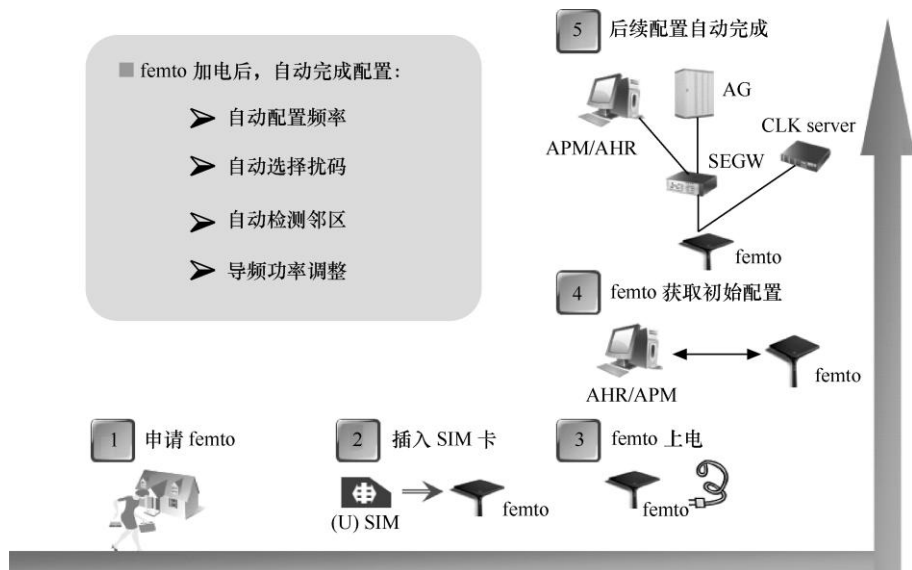 femto 加电后，自动完成配置：
自动配置频率
自动选择扰码
自动检测邻区
导频功率调整
5 后续配置自动完成
AG
CLK server
APM/AHR
SEGW
femto
4 femto 获取初始配置
AHR/APM
femto
1 申请 femto
2 插入 SIM 卡
(U) SIM
femto
3 femto 上电
femto